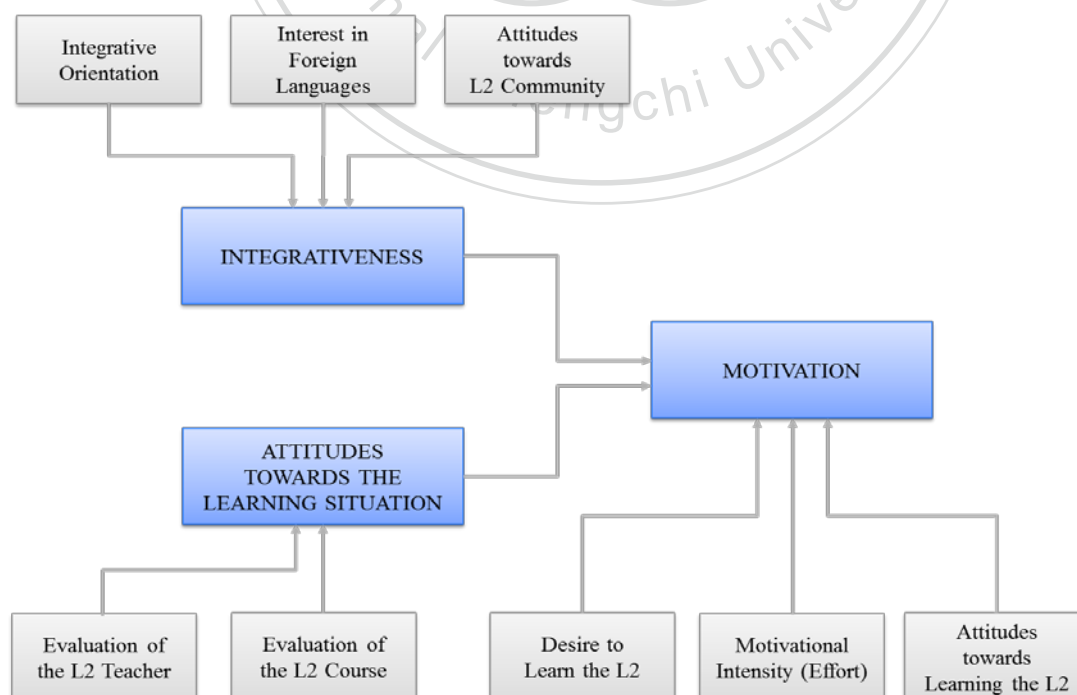 Integrative
Orientation
Interest in
Foreign
Languages
Attitudes
towards
L2 Community
engchi Unive
INTEGRATIVENESS
MOTIVATION
ATTITUDES
TOWARDS THE
LEARNING SITUATION
Evaluation of
the L2 Teacher
Evaluation of
the L2 Course
Desire to
Learn the L2
Motivational
Intensity (Effort)
Attitudes
towards
Learning the L2